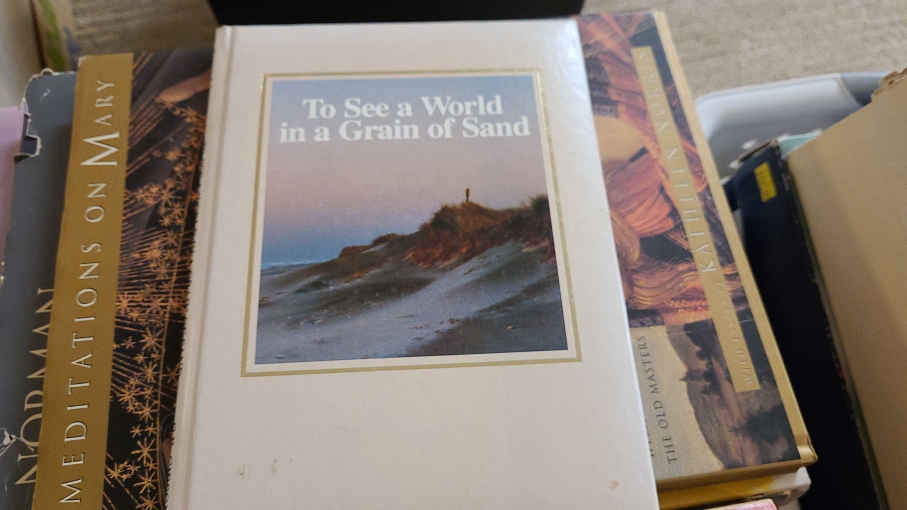 To See a World
in a Grain of Sand
MEDITATIONS ON MARY
NORMAN
KATHLEEN
THE OLD MASTERS